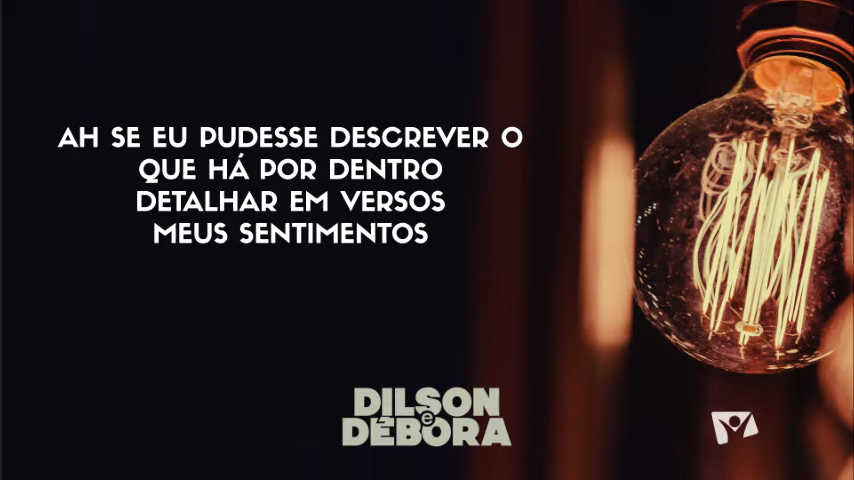 AH SE EU PUDESSE DESCREVER O
QUE HÁ POR DENTRO
DETALHAR EM VERSOS
MEUS SENTIMENTOS
DILSON
e
DÉBORA